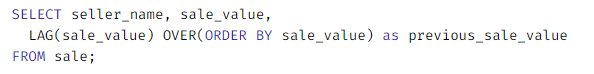 SELECT seller_name, sale_value,
  LAG(sale_value) OVER(ORDER BY sale_value) as previous_sale_value
FROM sale;